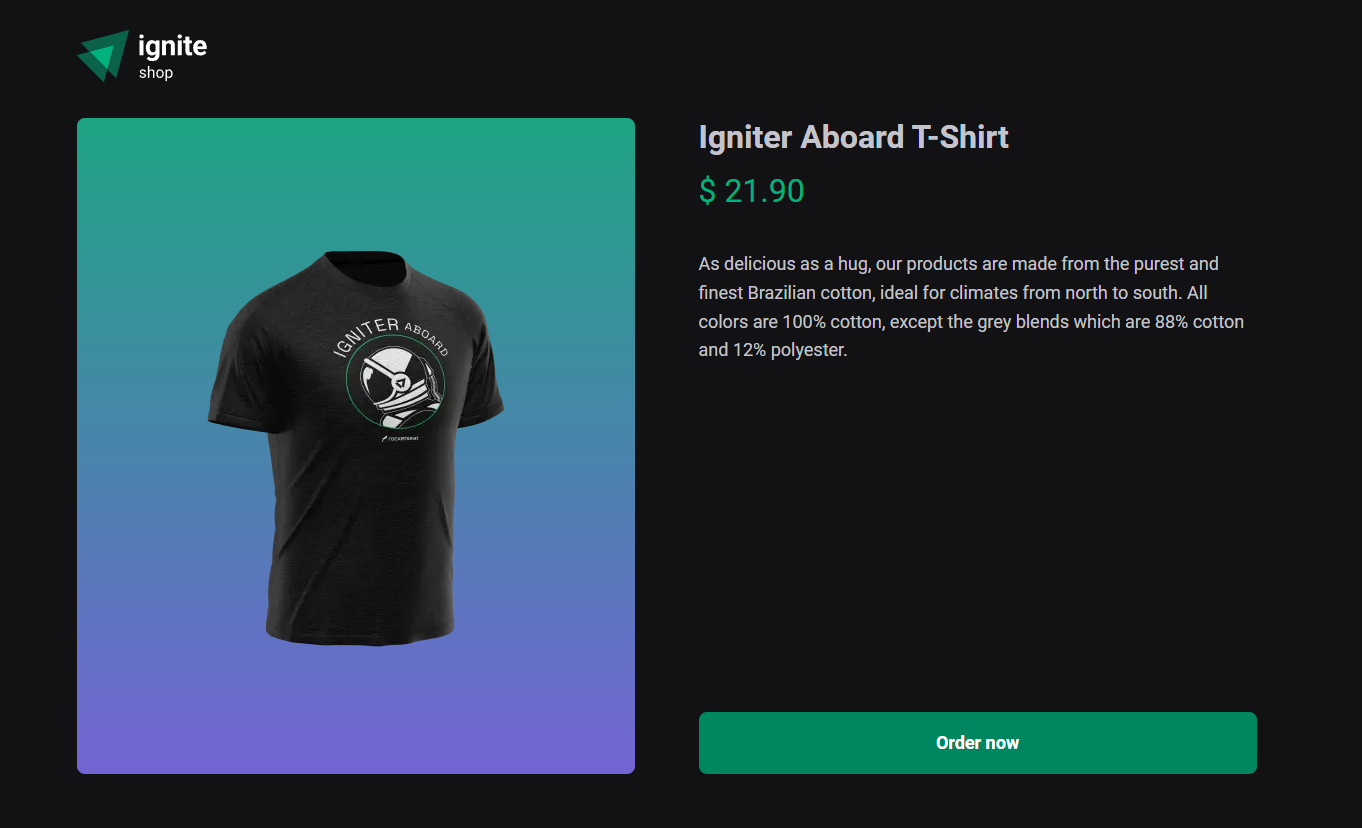 ignite
shop
Igniter Aboard T-Shirt
$ 21.90
As delicious as a hug, our products are made from the purest and
finest Brazilian cotton, ideal for climates from north to south. All
colors are 100% cotton, except the grey blends which are 88% cotton
and 12% polyester.
IGNITER ABOARD
rocketseat
Order now